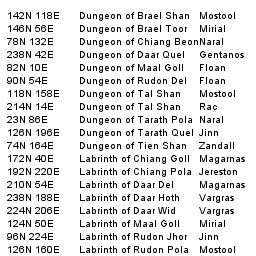 142N 118E Dungeon of Brael Shan Mostool
146N 56E Dungeon of Brael Toor Mirial
78N 132E Dungeon of Chiang Beon Naral
238N 42E Dungeon of Daar Quel Gentanos
82N 10E Dungeon of Maal Goll Floan
90N 54E Dungeon of Rudon Del Floan
118N 158E Dungeon of Tal Shan Mostool
214N 14E Dungeon of Tal Shan Rac
23N 86E Dungeon of Tarath Pola Naral
126N 196E Dungeon of Tarath Quel Jinn
74N 164E Dungeon of Tien Shan Zandall
172N 40E Labrinth of Chiang Goll Magarnas
192N 220E Labrinth of Chiang Pola Jereston
210N 54E Labrinth of Daar Del Magarnas
238N 188E Labrinth of Daar Hoth Vargras
224N 206E Labrinth of Daar Wid Vargras
124N 50E Labrinth of Maal Goll Mirial
96N 224E Labrinth of Rudon Jhor Jinn
126N 160E Labrinth of Rudon Pola Mostool